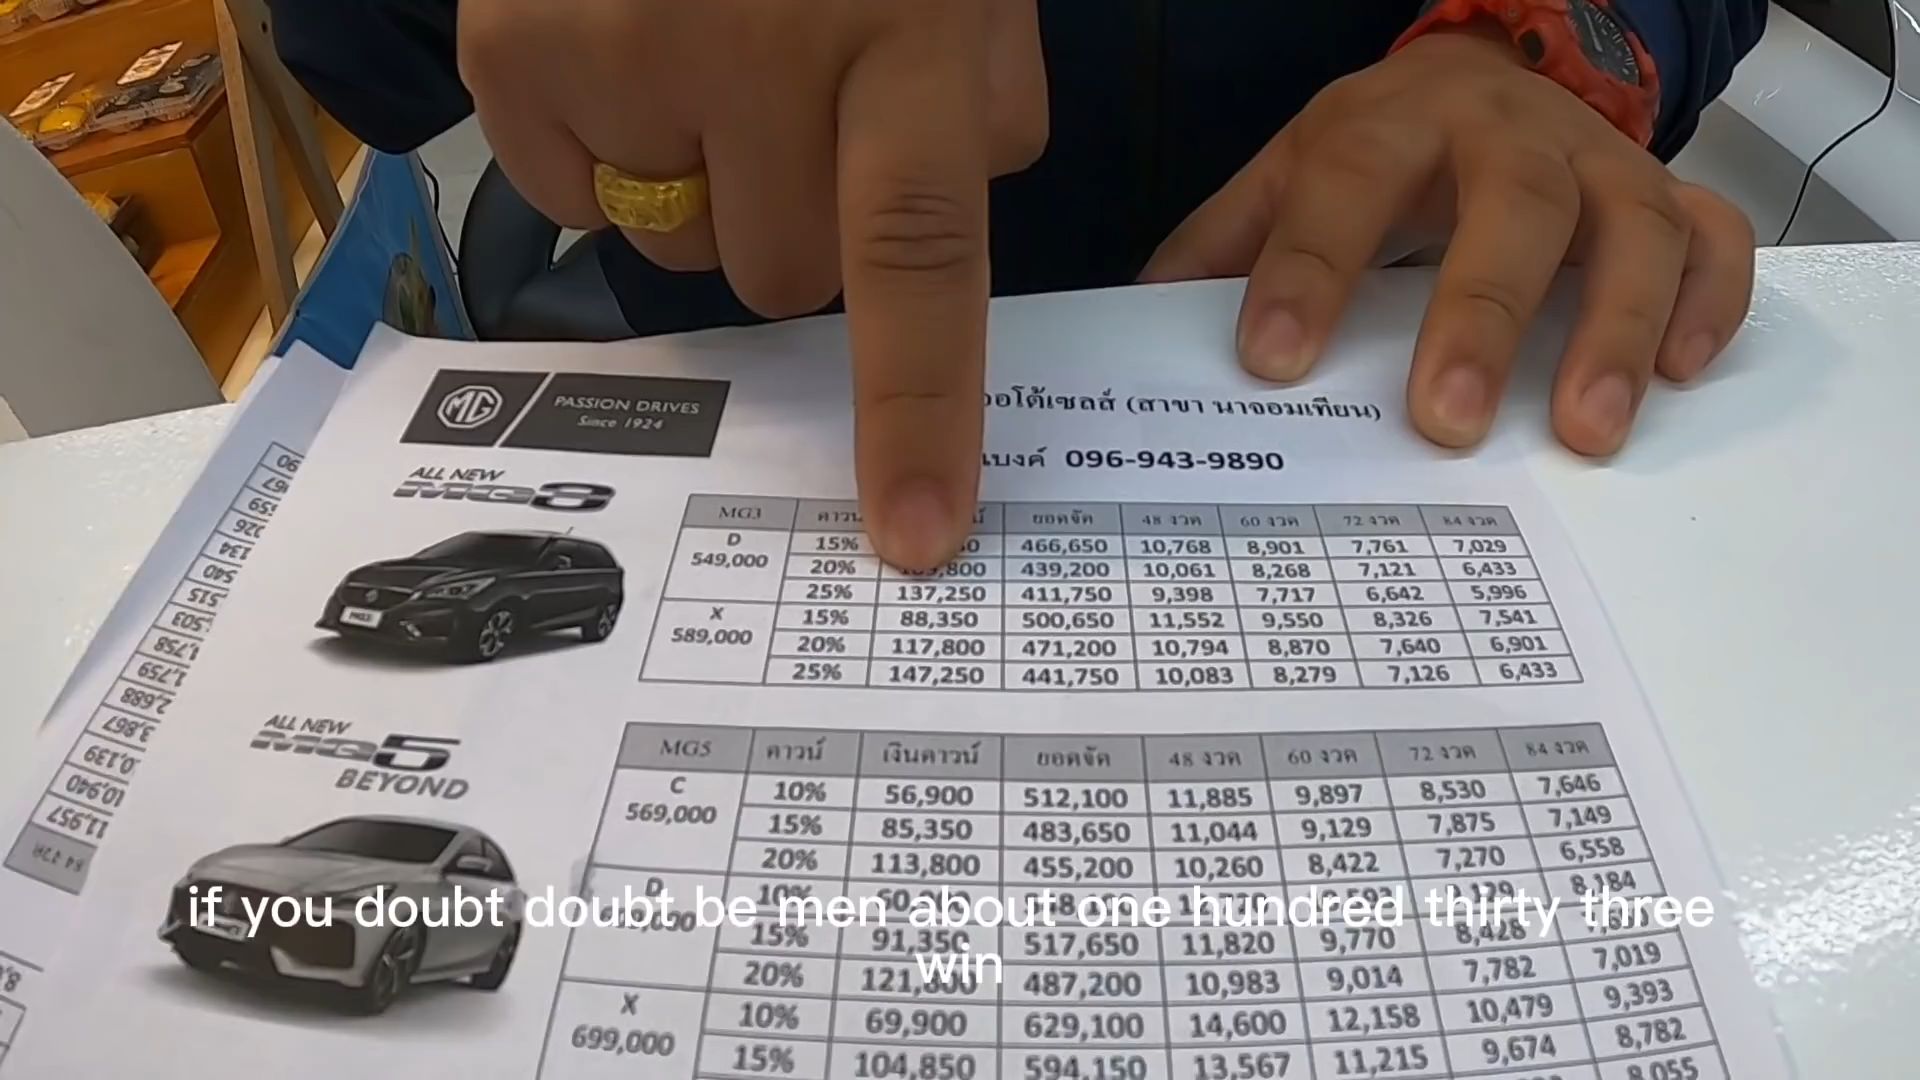 MG
PASSION DRIVES
Since 1924
ออโต้เซลส์ (สาขา นาจอมเทียน)
แบงค์ 096-943-9890
ALL NEW
MG3
MG3 ยอดจัด 48 งวด 60 งวด 72 งวด 84 งวด
D
549,000
15% 466,650 10,768 8,901 7,761 7,029
20% 439,200 10,061 8,268 7,121 6,433
25% 137,250 411,750 9,398 7,717 6,642 5,996
X
589,000
15% 88,350 500,650 11,552 9,550 8,326 7,541
20% 117,800 471,200 10,794 8,870 7,640 6,901
25% 147,250 441,750 10,083 8,279 7,126 6,433
ALL NEW
MG5
BEYOND
MG5 ดาวน์ เงินดาวน์ ยอดจัด 48 งวด 60 งวด 72 งวด 84 งวด
C
569,000
10% 56,900 512,100 11,885 9,897 8,530 7,646
15% 85,350 483,650 11,044 9,129 7,875 7,149
20% 113,800 455,200 10,260 8,422 7,270 6,558
D
10% 8,184
15% 91,350 517,650 11,820 9,770 8,428
20% 487,200 10,983 9,014 7,782 7,019
X
699,000
10% 69,900 629,100 14,600 12,158 10,479 9,393
15% 104,850 594,150 13,567 11,215 9,674 8,782
8,055
if you doubt doubt be men about one hundred thirty three
win